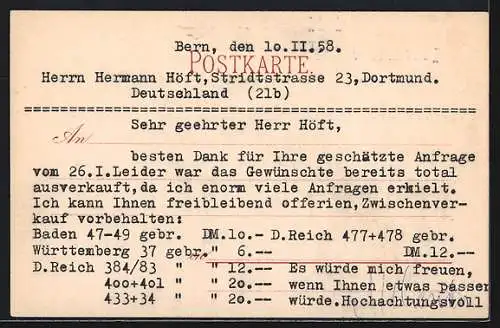 Bern, den 10.II.58.
POSTKARTE
Herrn Hermann Höft,Stridtstrasse 23,Dortmund.
Deutschland (21b)
Sehr geehrter Herr Höft,
An
besten Dank für Ihre geschätzte Anfrage
vom 26.I.Leider war das Gewünschte bereits total
ausverkauft,da ich enorm viele Anfragen erhielt.
Ich kann Ihnen freibleibend offerien,Zwischenver-
kauf vorbehalten:
Baden 47-49 gebr. DM.10.- D.Reich 477+478 gebr.
Württemberg 37 gebr. " 6.-- DM.12.--
D.Reich 384/83 " " 12.-- Es würde mich freuen,
400+401 " " 20.-- wenn Ihnen etwas passen
433+34 " " 20.-- würde.Hochachtungsvoll